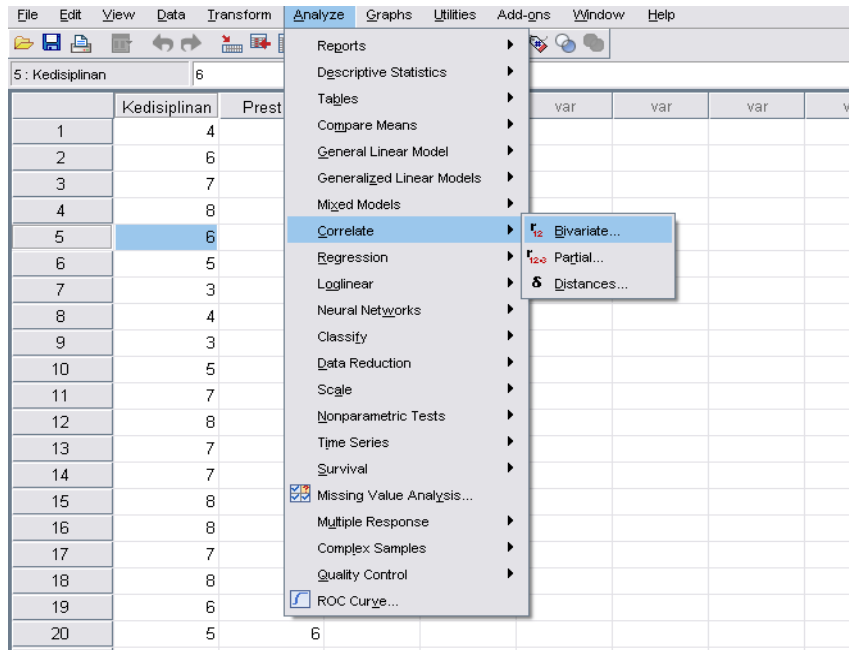 File Edit View Data Transform Analyze Graphs Utilities Add-ons Window Help
5 : Kedisiplinan 6
Kedisiplinan Prest var var var v
1 4
2 6
3 7
4 8
5 6
6 5
7 3
8 4
9 3
10 5
11 7
12 8
13 7
14 7
15 8
16 8
17 7
18 8
19 6
20 5 6
Reports
Descriptive Statistics
Tables
Compare Means
General Linear Model
Generalized Linear Models
Mixed Models
Correlate
Regression
Loglinear
Neural Networks
Classify
Data Reduction
Scale
Nonparametric Tests
Time Series
Survival
Missing Value Analysis...
Multiple Response
Complex Samples
Quality Control
ROC Curve...
r12 Bivariate...
r12·3 Partial...
δ Distances...